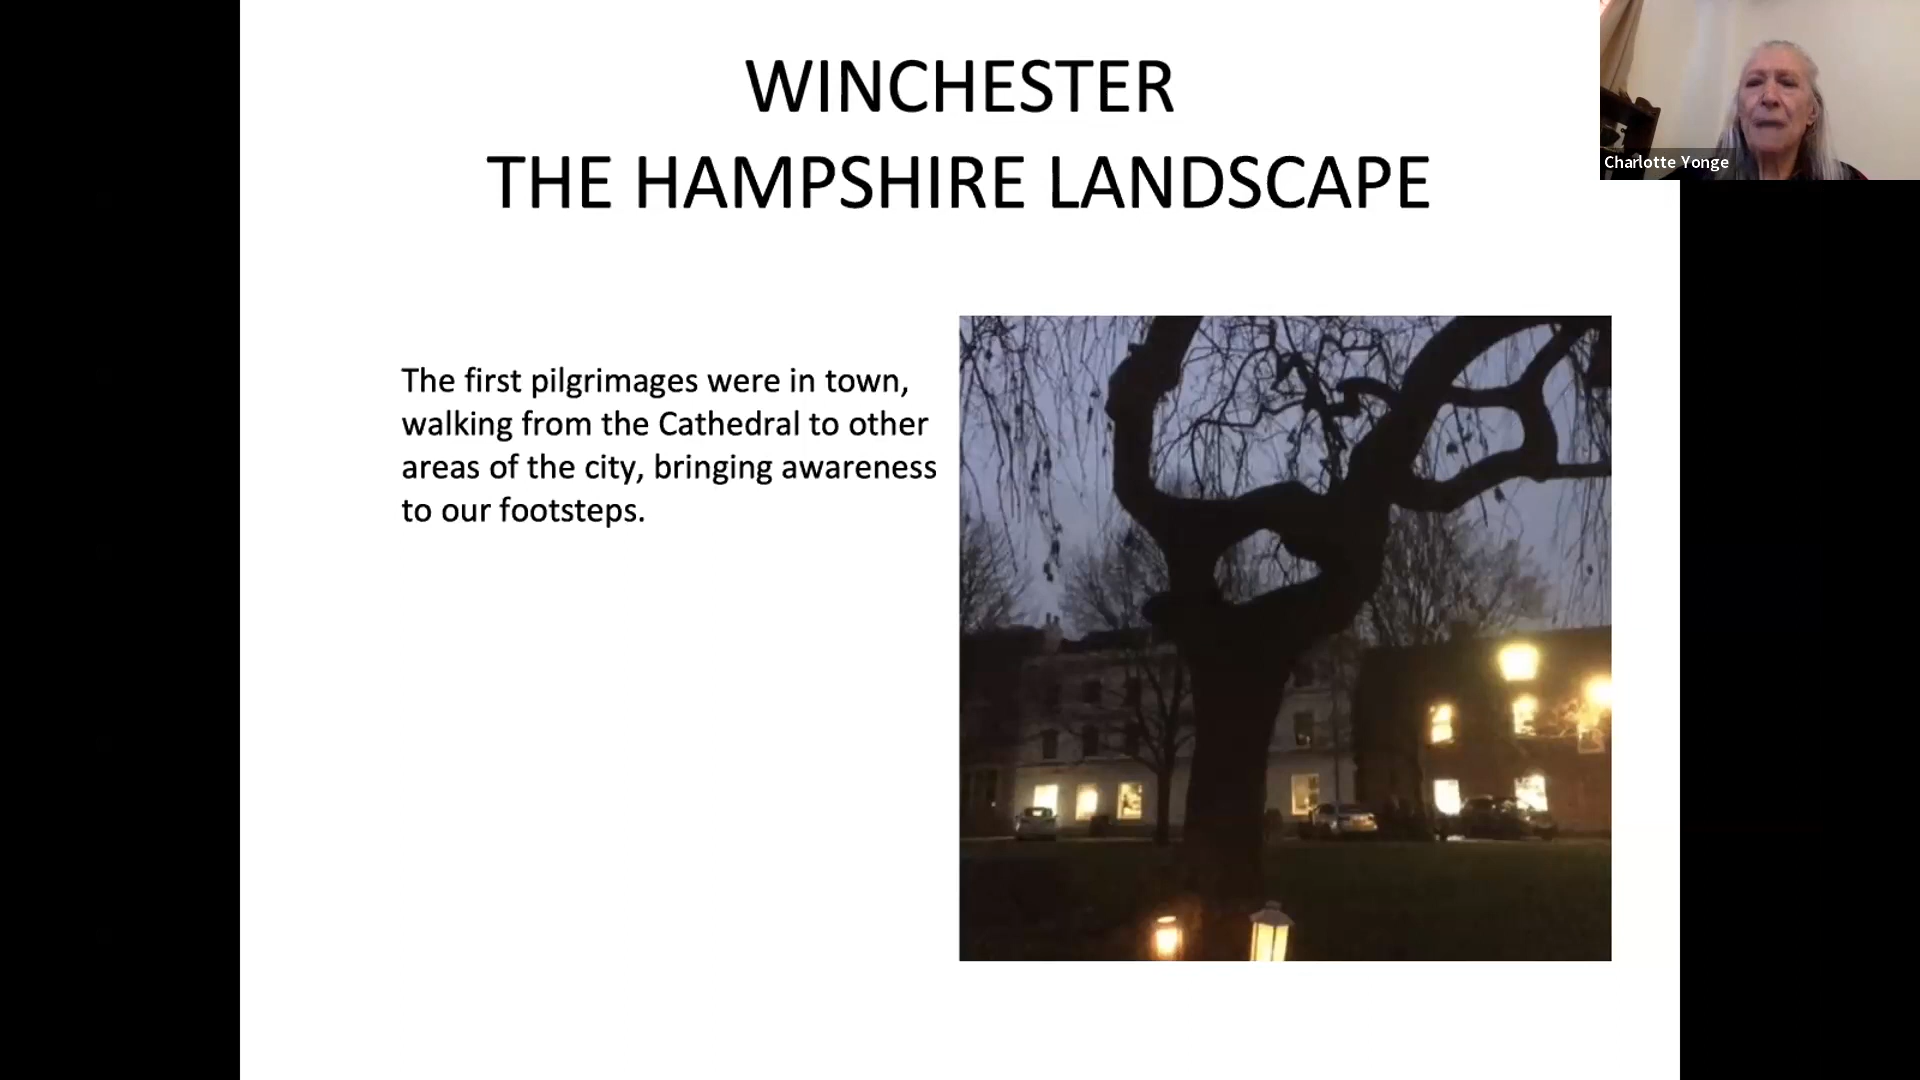 WINCHESTER
THE HAMPSHIRE LANDSCAPE
Charlotte Yonge
The first pilgrimages were in town,
walking from the Cathedral to other
areas of the city, bringing awareness
to our footsteps.